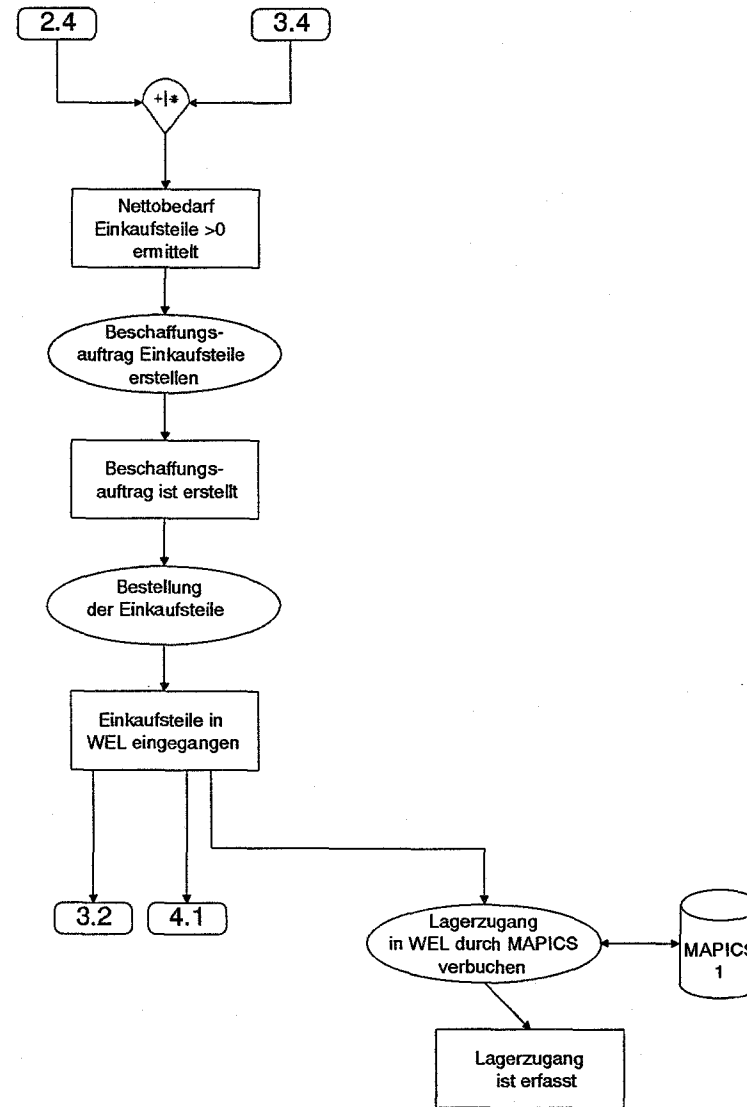 2.4
3.4
+|*
Nettobedarf
Einkaufsteile >0
ermittelt
Beschaffungs-
auftrag Einkaufsteile
erstellen
Beschaffungs-
auftrag ist erstellt
Bestellung
der Einkaufsteile
Einkaufsteile in
WEL eingegangen
3.2
4.1
Lagerzugang
in WEL durch MAPICS
verbuchen
MAPICS
1
Lagerzugang
ist erfasst